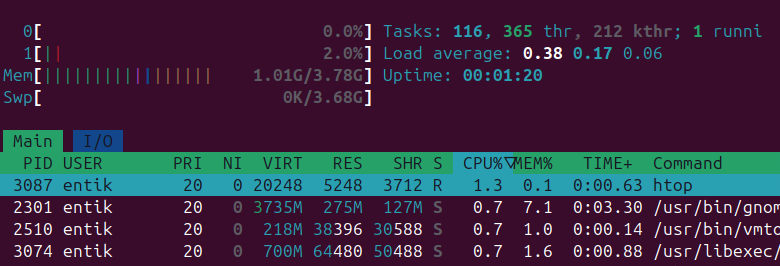 0[ 0.0%] Tasks: 116, 365 thr, 212 kthr; 1 runni
1[|| 2.0%] Load average: 0.38 0.17 0.06
Mem[||||||||||||||||||| 1.01G/3.78G] Uptime: 00:01:20
Swp[ 0K/3.68G]
Main I/O
PID USER PRI NI VIRT RES SHR S CPU%▽MEM% TIME+ Command
3087 entik 20 0 20248 5248 3712 R 1.3 0.1 0:00.63 htop
2301 entik 20 0 3735M 275M 127M S 0.7 7.1 0:03.30 /usr/bin/gnom
2510 entik 20 0 218M 38396 30588 S 0.7 1.0 0:00.14 /usr/bin/vmto
3074 entik 20 0 700M 64480 50488 S 0.7 1.6 0:00.88 /usr/libexec/